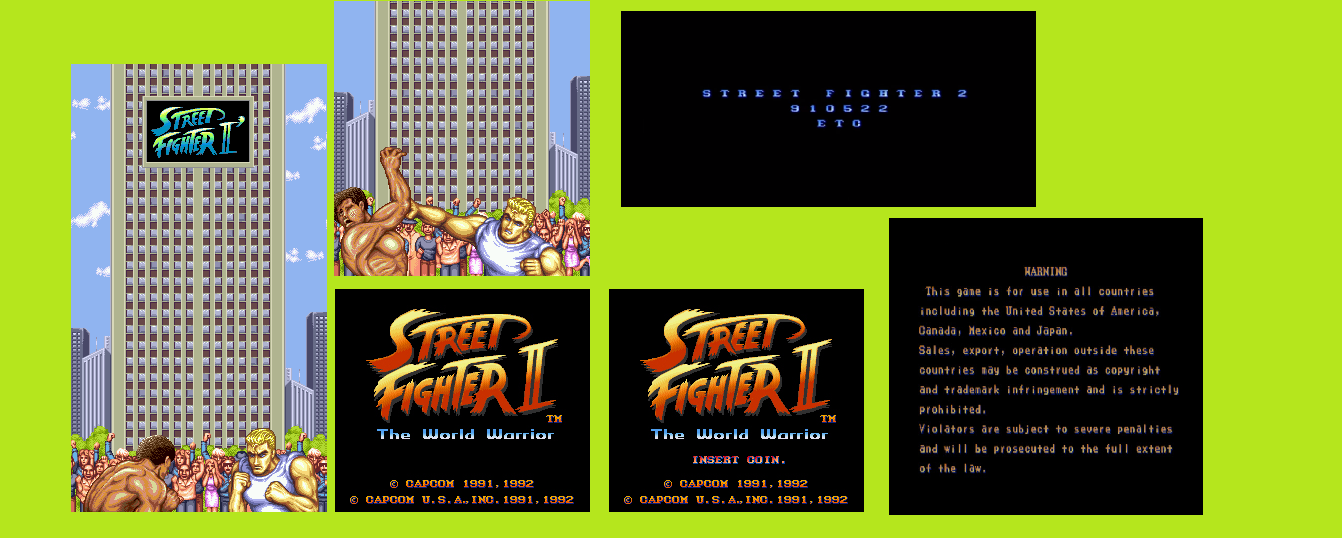 STREET
FIGHTER II'
STREET FIGHTER 2
910522
ETC
STREET
FIGHTER II
TM
The World Warrior
© CAPCOM 1991,1992
© CAPCOM U.S.A.,INC.1991,1992
STREET
FIGHTER II
TM
The World Warrior
INSERT COIN.
© CAPCOM 1991,1992
© CAPCOM U.S.A.,INC.1991,1992
WARNING
This game is for use in all countries
including the United States of America,
Canada, Mexico and Japan.
Sales, export, operation outside these
countries may be construed as copyright
and trademark infringement and is strictly
prohibited.
Violators are subject to severe penalties
and will be prosecuted to the full extent
of the law.